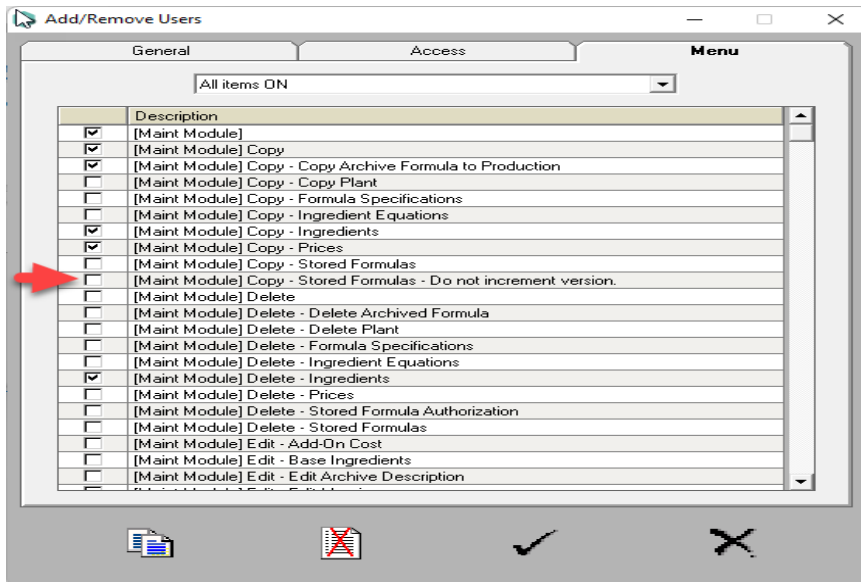 Add/Remove Users
General Access Menu
All items ON
Description
[Maint Module]
[Maint Module] Copy
[Maint Module] Copy - Copy Archive Formula to Production
[Maint Module] Copy - Copy Plant
[Maint Module] Copy - Formula Specifications
[Maint Module] Copy - Ingredient Equations
[Maint Module] Copy - Ingredients
[Maint Module] Copy - Prices
[Maint Module] Copy - Stored Formulas
[Maint Module] Copy - Stored Formulas - Do not increment version.
[Maint Module] Delete
[Maint Module] Delete - Delete Archived Formula
[Maint Module] Delete - Delete Plant
[Maint Module] Delete - Formula Specifications
[Maint Module] Delete - Ingredient Equations
[Maint Module] Delete - Ingredients
[Maint Module] Delete - Prices
[Maint Module] Delete - Stored Formula Authorization
[Maint Module] Delete - Stored Formulas
[Maint Module] Edit - Add-On Cost
[Maint Module] Edit - Base Ingredients
[Maint Module] Edit - Edit Archive Description